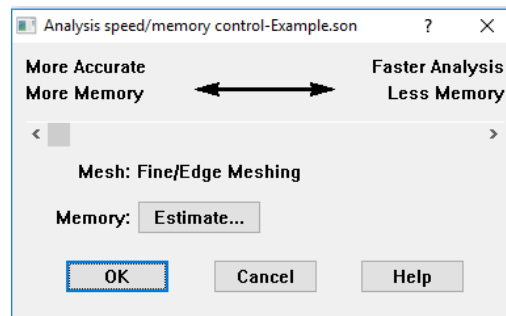 Analysis speed/memory control-Example.son ? ×
More Accurate Faster Analysis
More Memory Less Memory
< >
Mesh: Fine/Edge Meshing
Memory: Estimate...
OK Cancel Help